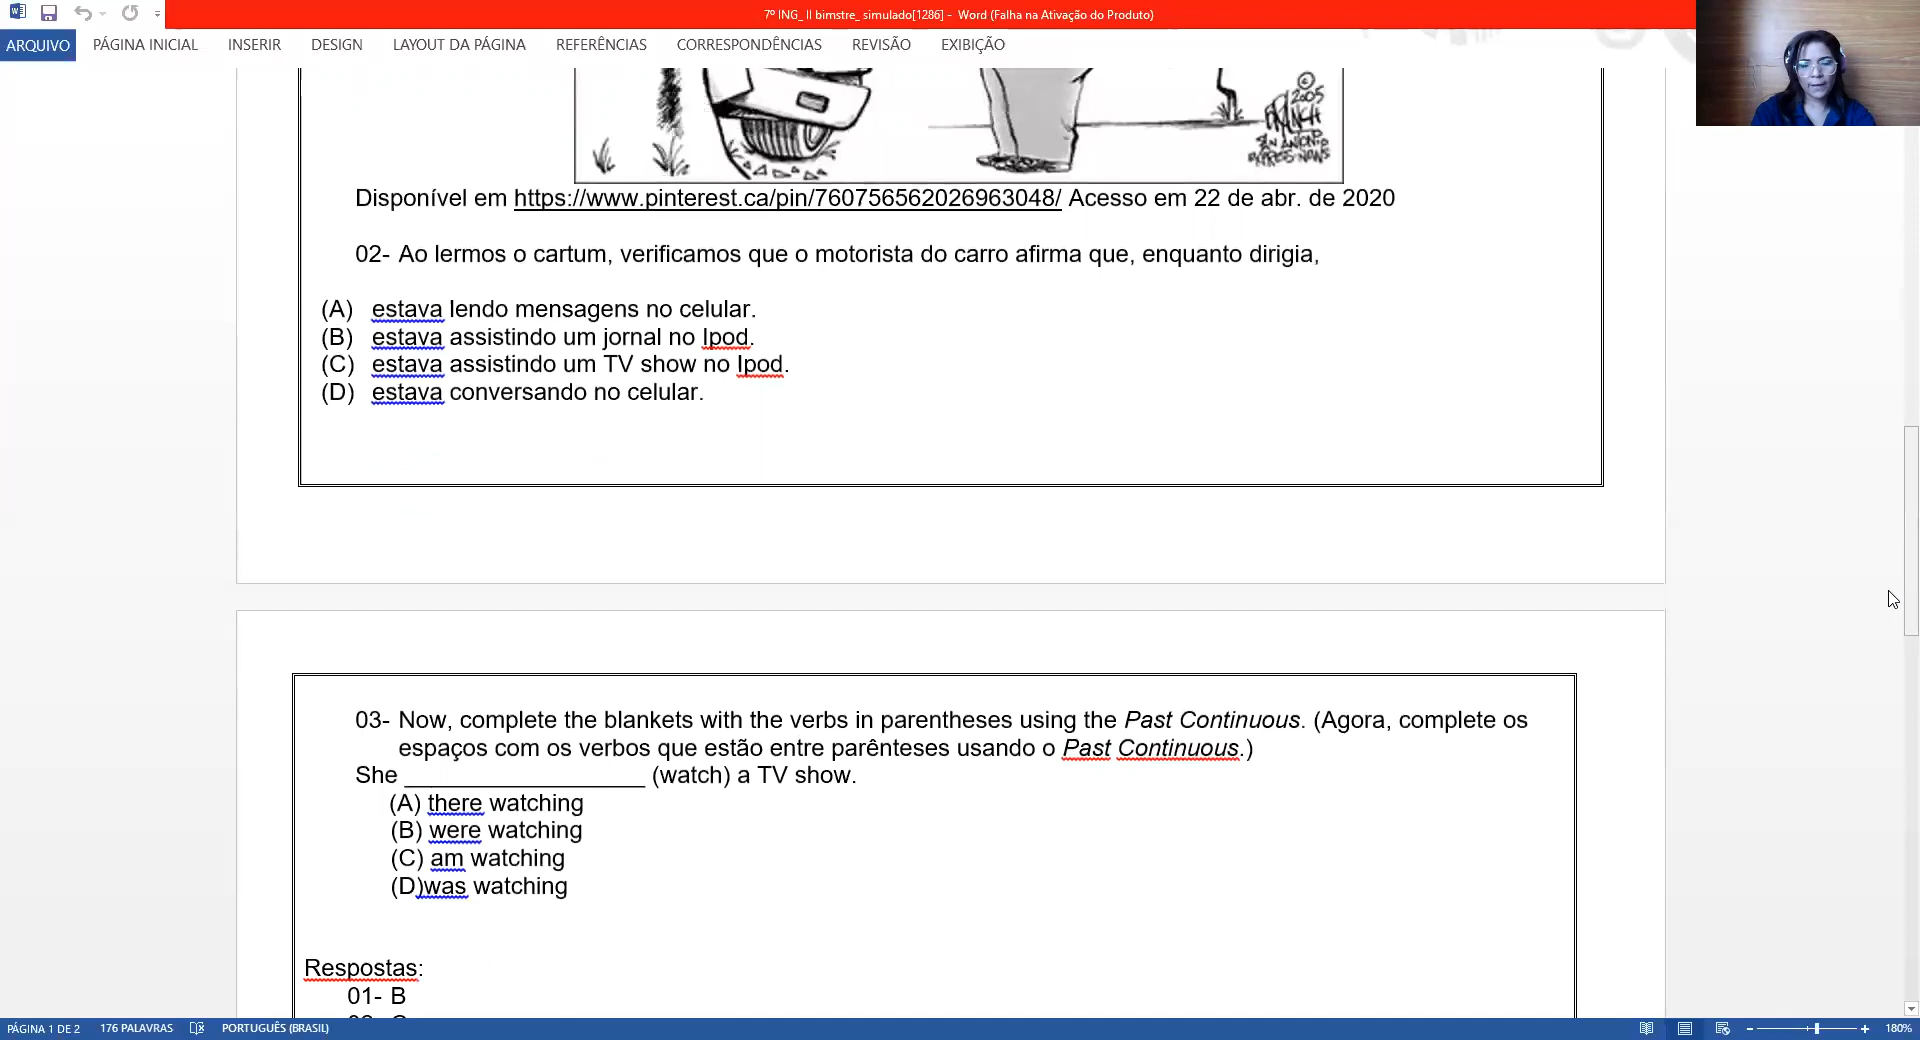 7º ING_ II bimstre_ simulado[1286] - Word (Falha na Ativação do Produto)
ARQUIVO PÁGINA INICIAL INSERIR DESIGN LAYOUT DA PÁGINA REFERÊNCIAS CORRESPONDÊNCIAS REVISÃO EXIBIÇÃO
©
2005
SAN ANTONIO
EXPRESS-NEWS
Disponível em https://www.pinterest.ca/pin/760756562026963048/ Acesso em 22 de abr. de 2020
02- Ao lermos o cartum, verificamos que o motorista do carro afirma que, enquanto dirigia,
(A) estava lendo mensagens no celular.
(B) estava assistindo um jornal no Ipod.
(C) estava assistindo um TV show no Ipod.
(D) estava conversando no celular.
03- Now, complete the blankets with the verbs in parentheses using the Past Continuous. (Agora, complete os
espaços com os verbos que estão entre parênteses usando o Past Continuous.)
She __________________ (watch) a TV show.
(A) there watching
(B) were watching
(C) am watching
(D)was watching
Respostas:
01- B
PÁGINA 1 DE 2 176 PALAVRAS PORTUGUÊS (BRASIL) 180%